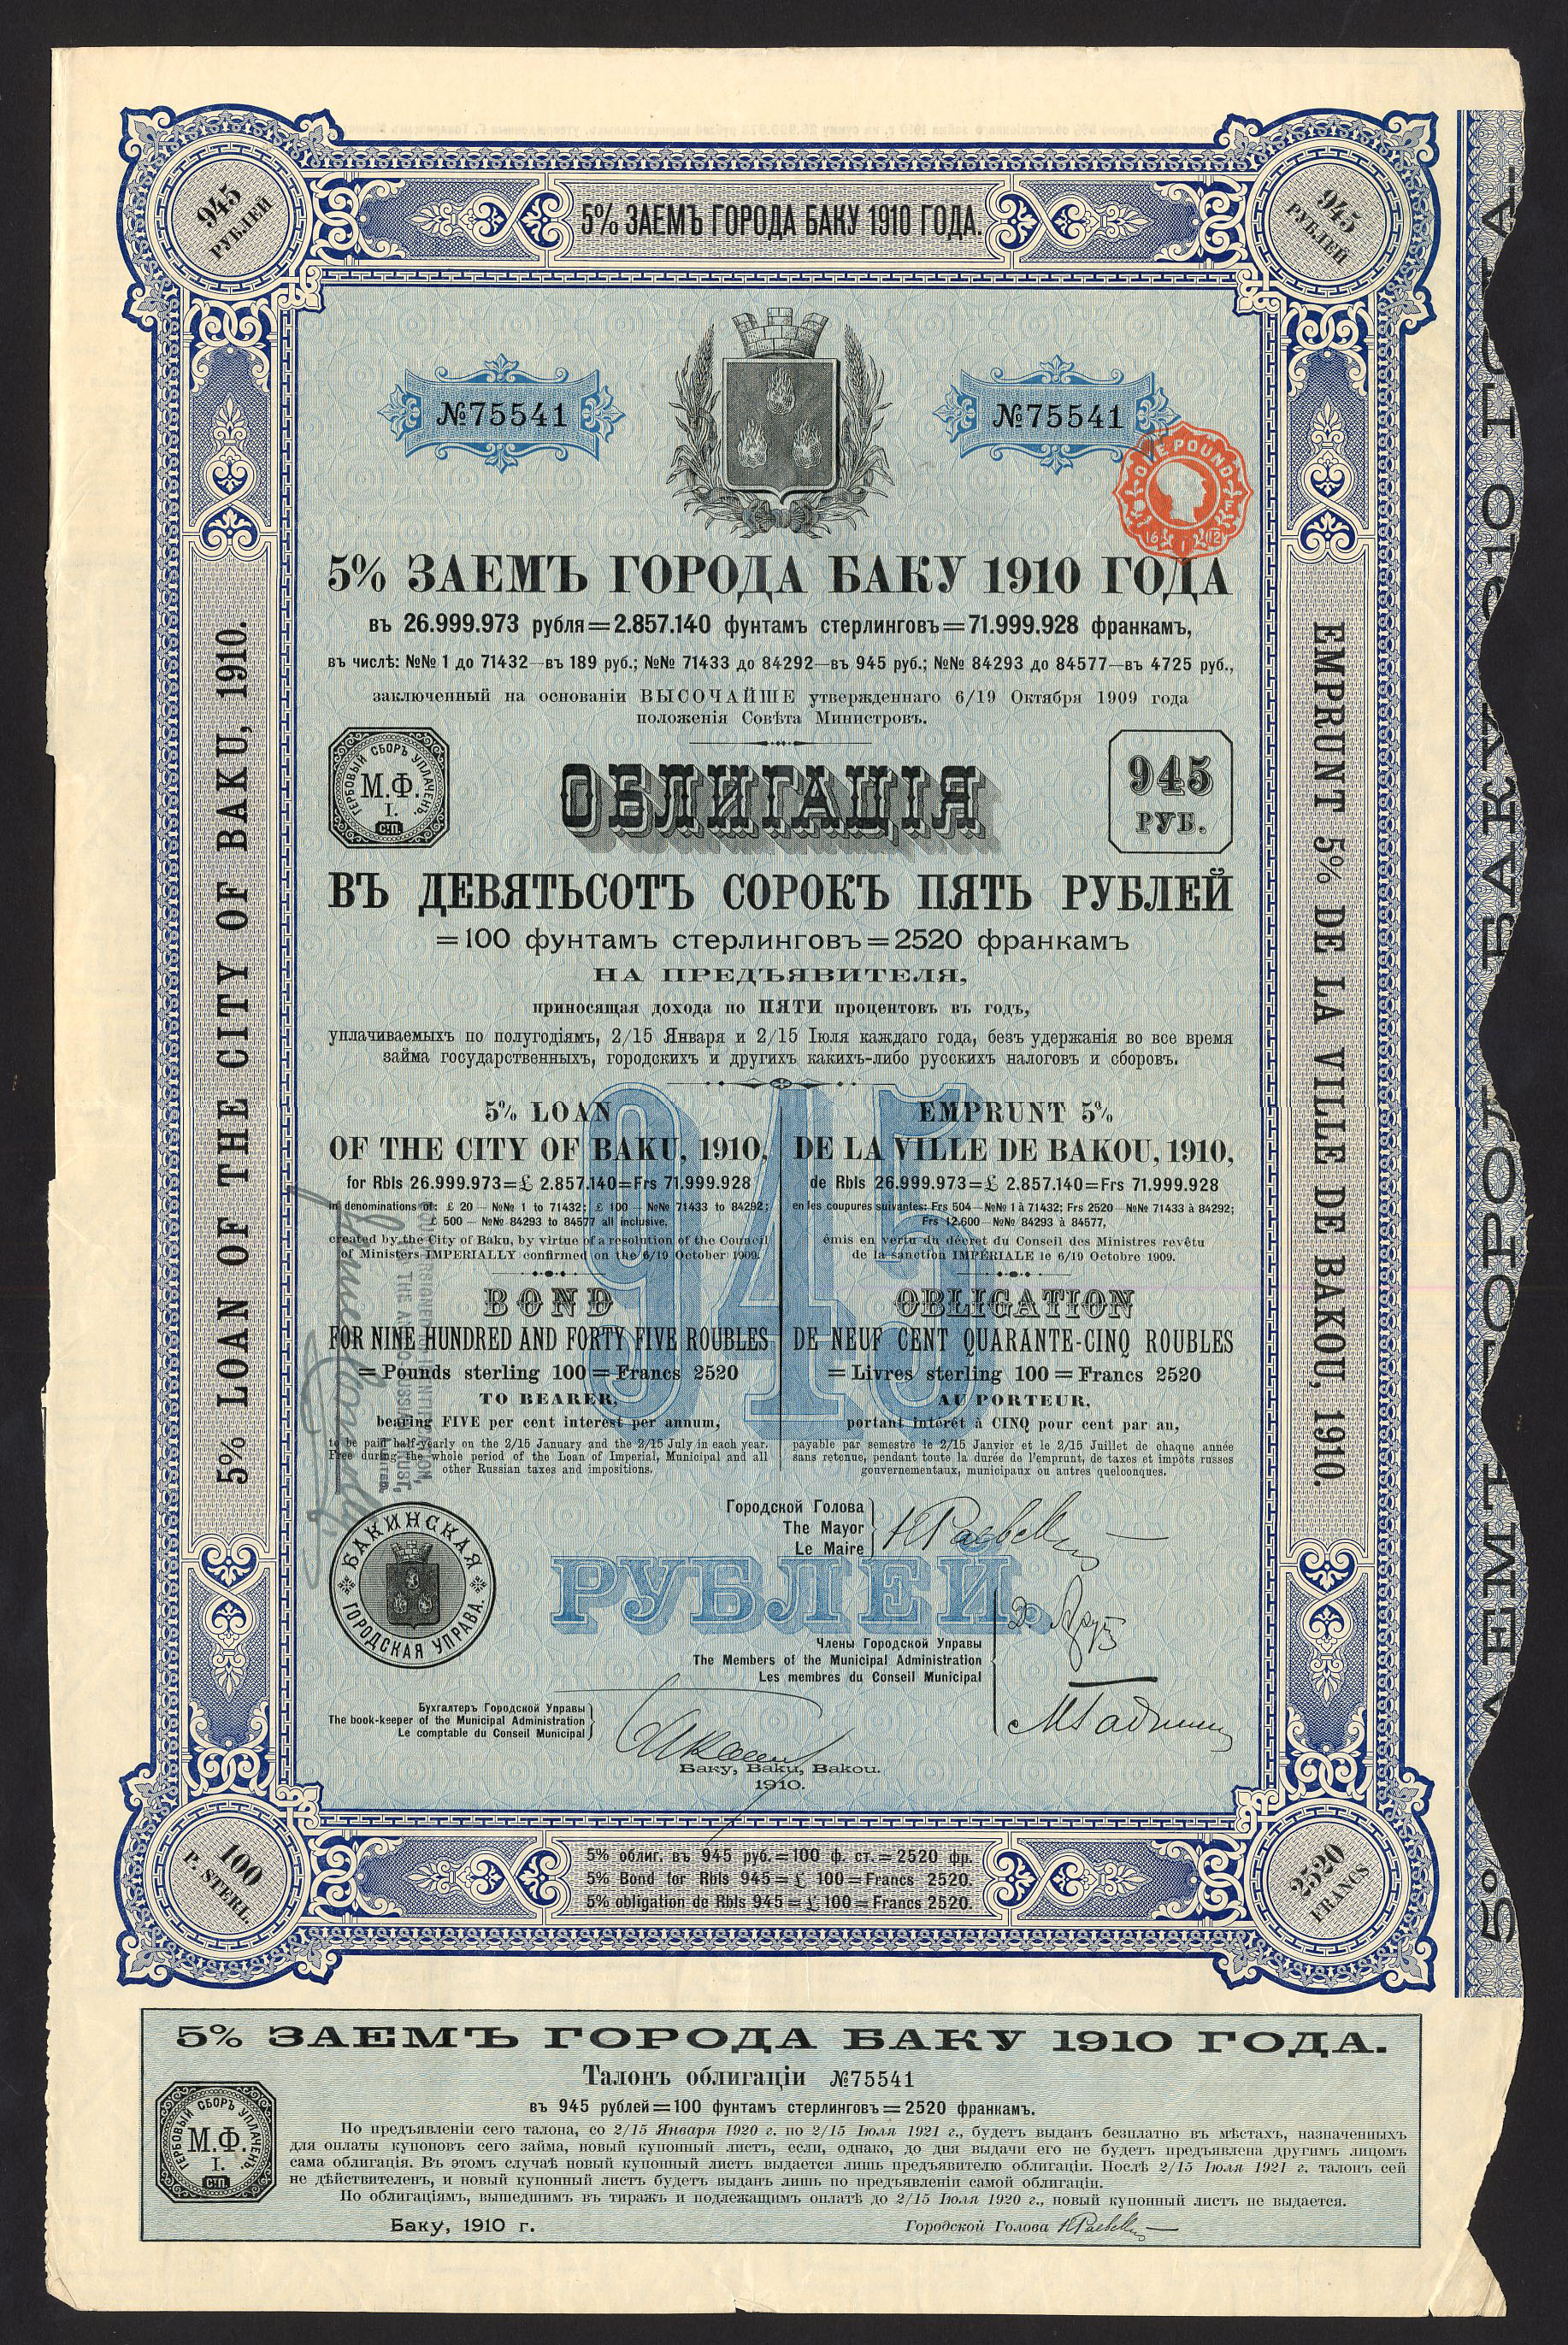 945
РУБЛЕЙ
5% ЗАЕМЪ ГОРОДА БАКУ 1910 ГОДА.
945
РУБЛЕЙ
№75541
№75541
ONE POUND
16 1 12
5% ЗАЕМЪ ГОРОДА БАКУ 1910 ГОДА
въ 26.999.973 рубля=2.857.140 фунтамъ стерлинговъ=71.999.928 франкамъ,
въ числѣ: №№ 1 до 71432—въ 189 руб.; №№ 71433 до 84292—въ 945 руб.; №№ 84293 до 84577—въ 4725 руб.,
заключенный на основаніи ВЫСОЧАЙШЕ утвержденнаго 6/19 Октября 1909 года
положенія Совѣта Министровъ.
ГЕРБОВЫЙ СБОРЪ УПЛАЧЕНЪ.
М.Ф.
I.
С.П.
ОБЛИГАЦІЯ
945
РУБ.
ВЪ ДЕВЯТЬСОТЪ СОРОКЪ ПЯТЬ РУБЛЕЙ
=100 фунтамъ стерлинговъ=2520 франкамъ
НА ПРЕДЪЯВИТЕЛЯ,
приносящая дохода по ПЯТИ процентовъ въ годъ,
уплачиваемыхъ по полугодіямъ, 2/15 Января и 2/15 Іюля каждаго года, безъ удержанія во все время
займа государственныхъ, городскихъ и другихъ какихъ-либо русскихъ налоговъ и сборовъ.
945
5% LOAN
OF THE CITY OF BAKU, 1910,
for Rbls 26.999.973=£ 2.857.140=Frs 71.999.928
in denominations of: £ 20 — №№ 1 to 71432; £ 100 — №№ 71433 to 84292;
£ 500 — №№ 84293 to 84577 all inclusive,
created by the City of Baku, by virtue of a resolution of the Council
of Ministers IMPERIALLY confirmed on the 6/19 October 1909.
BOND
FOR NINE HUNDRED AND FORTY FIVE ROUBLES
=Pounds sterling 100=Francs 2520
TO BEARER,
bearing FIVE per cent interest per annum,
to be paid half-yearly on the 2/15 January and the 2/15 July in each year.
Free during the whole period of the Loan of Imperial, Municipal and all
other Russian taxes and impositions.
EMPRUNT 5%
DE LA VILLE DE BAKOU, 1910,
de Rbls 26.999.973=£ 2.857.140=Frs 71.999.928
en les coupures suivantes: Frs 504—№№ 1 à 71432; Frs 2520—№№ 71433 à 84292;
Frs 12.600—№№ 84293 à 84577,
émis en vertu du décret du Conseil des Ministres revêtu
de la sanction IMPÉRIALE le 6/19 Octobre 1909.
OBLIGATION
DE NEUF CENT QUARANTE-CINQ ROUBLES
=Livres sterling 100=Francs 2520
AU PORTEUR,
portant intérêt à CINQ pour cent par an,
payable par semestre le 2/15 Janvier et le 2/15 Juillet de chaque année
sans retenue, pendant toute la durée de l'emprunt, de taxes et impôts russes
gouvernementaux, municipaux ou autres quelconques.
Городской Голова
The Mayor
Le Maire
БАКИНСКАЯ
ГОРОДСКАЯ УПРАВА.
РУБЛЕЙ.
Члены Городской Управы
The Members of the Municipal Administration
Les membres du Conseil Municipal
Бухгалтеръ Городской Управы
The book-keeper of the Municipal Administration
Le comptable du Conseil Municipal
Баку, Baku, Bakou.
1910.
5% LOAN OF THE CITY OF BAKU, 1910.
EMPRUNT 5% DE LA VILLE DE BAKOU, 1910.
100
P. STERL.
5% облиг. въ 945 руб.=100 ф. ст.=2520 фр.
5% Bond for Rbls 945=£ 100=Francs 2520.
5% obligation de Rbls 945=£ 100=Francs 2520.
2520
FRANCS
5% ЗАЕМЪ ГОРОДА БАКУ 1910 ГОДА.
Талонъ облигаціи №75541
въ 945 рублей=100 фунтамъ стерлинговъ=2520 франкамъ.
ГЕРБОВЫЙ СБОРЪ УПЛАЧЕНЪ.
М.Ф.
I.
С.П.
По предъявленіи сего талона, со 2/15 Января 1920 г. по 2/15 Іюля 1921 г., будетъ выданъ безплатно въ мѣстахъ, назначенныхъ
для оплаты купоновъ сего займа, новый купонный листъ, если, однако, до дня выдачи его не будетъ предъявлена другимъ лицомъ
сама облигація. Въ этомъ случаѣ новый купонный листъ выдается лишь предъявителю облигаціи. Послѣ 2/15 Іюля 1921 г. талонъ сей
не дѣйствителенъ, и новый купонный листъ будетъ выданъ лишь по предъявленіи самой облигаціи.
По облигаціямъ, вышедшимъ въ тиражъ и подлежащимъ оплатѣ до 2/15 Іюля 1920 г., новый купонный листъ не выдается.
Баку, 1910 г.
Городской Голова